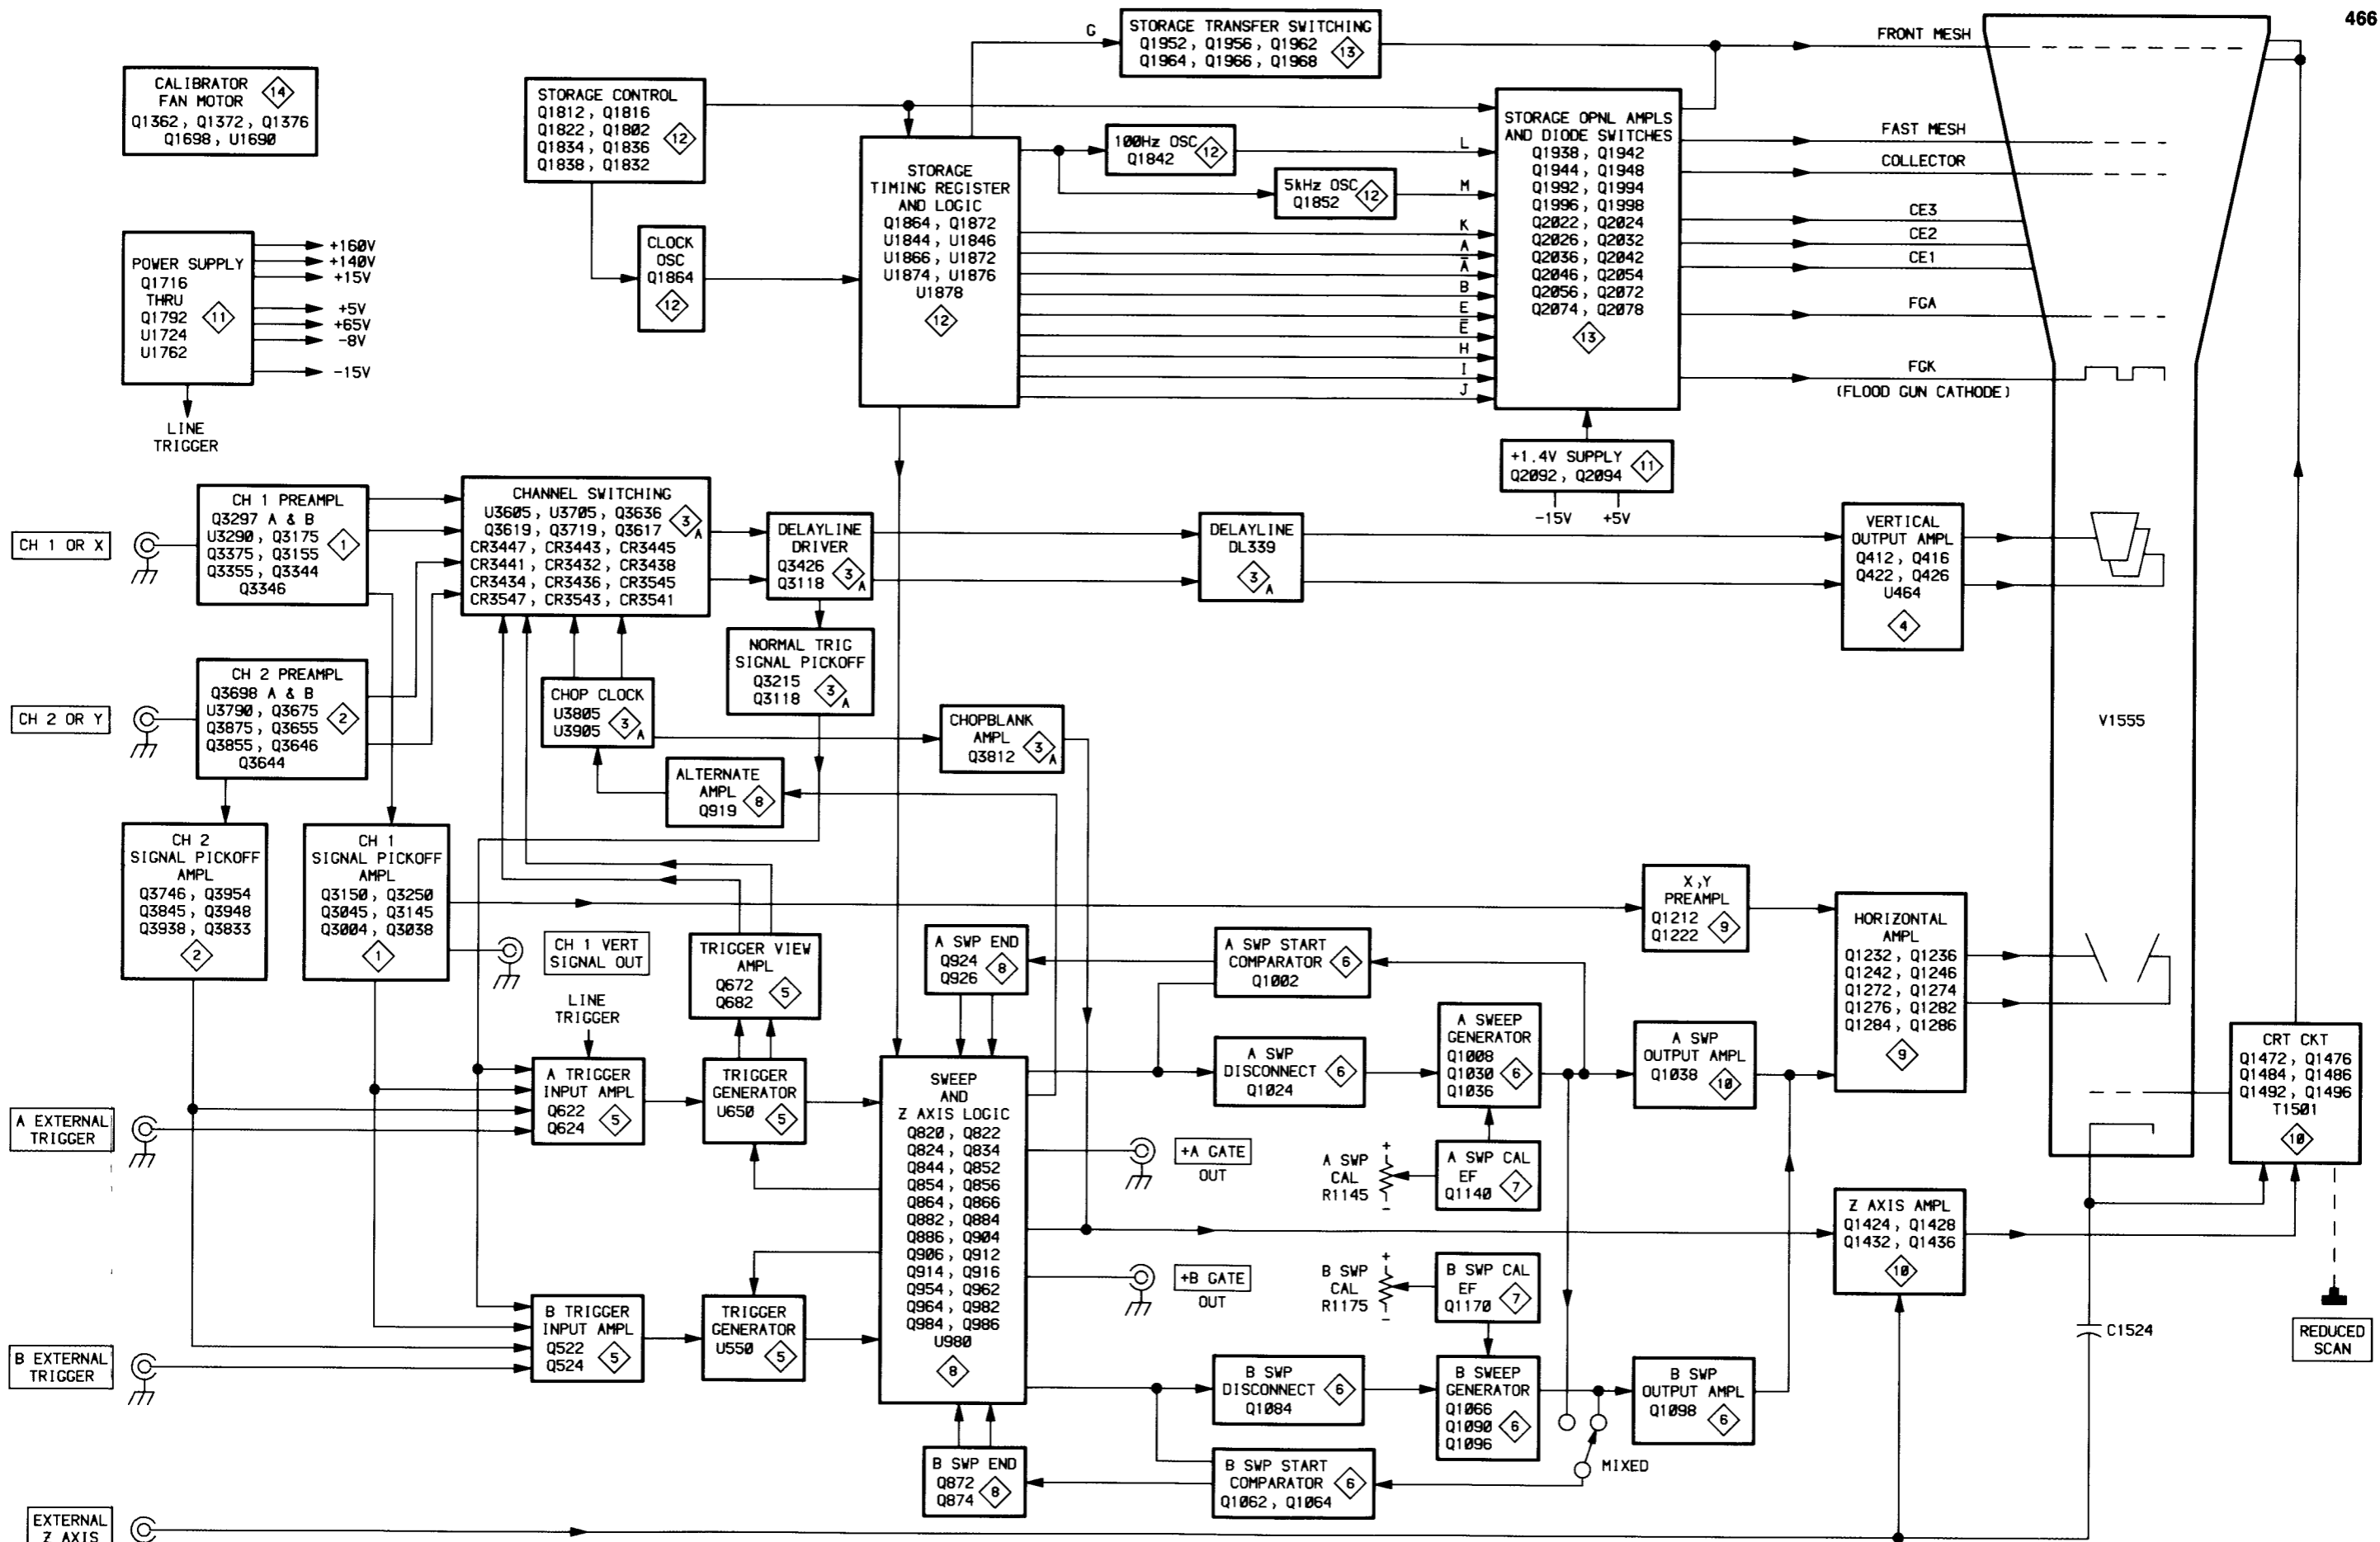 466
CALIBRATOR
FAN MOTOR 14
Q1362, Q1372, Q1376
Q1698, U1690
STORAGE CONTROL
Q1812, Q1816
Q1822, Q1802
Q1834, Q1836
Q1838, Q1832
12
G
STORAGE TRANSFER SWITCHING
Q1952, Q1956, Q1962
Q1964, Q1966, Q1968
13
FRONT MESH
STORAGE
TIMING REGISTER
AND LOGIC
Q1864, Q1872
U1844, U1846
U1866, U1872
U1874, U1876
U1878
12
100Hz OSC
Q1842
12
5kHz OSC
Q1852
12
L
M
K
A
A̅
B
E
E̅
H
I
J
STORAGE OPNL AMPLS
AND DIODE SWITCHES
Q1938, Q1942
Q1944, Q1948
Q1992, Q1994
Q1996, Q1998
Q2022, Q2024
Q2026, Q2032
Q2036, Q2042
Q2046, Q2054
Q2056, Q2072
Q2074, Q2078
13
FAST MESH
COLLECTOR
CE3
CE2
CE1
FGA
FGK
(FLOOD GUN CATHODE)
POWER SUPPLY
Q1716
THRU
Q1792
U1724
U1762
11
+160V
+140V
+15V
+5V
+65V
-8V
-15V
LINE
TRIGGER
CLOCK
OSC
Q1864
12
+1.4V SUPPLY
Q2092, Q2094
11
-15V +5V
CH 1 OR X
CH 1 PREAMPL
Q3297 A & B
U3290, Q3175
Q3375, Q3155
Q3355, Q3344
Q3346
1
CHANNEL SWITCHING
U3605, U3705, Q3636
Q3619, Q3719, Q3617
CR3447, CR3443, CR3445
CR3441, CR3432, CR3438
CR3434, CR3436, CR3545
CR3547, CR3543, CR3541
3 A
DELAYLINE
DRIVER
Q3426
Q3118
3 A
DELAYLINE
DL339
3 A
VERTICAL
OUTPUT AMPL
Q412, Q416
Q422, Q426
U464
4
NORMAL TRIG
SIGNAL PICKOFF
Q3215
Q3118
3 A
CH 2 OR Y
CH 2 PREAMPL
Q3698 A & B
U3790, Q3675
Q3875, Q3655
Q3855, Q3646
Q3644
2
CHOP CLOCK
U3805
U3905
3 A
CHOPBLANK
AMPL
Q3812
3 A
V1555
ALTERNATE
AMPL
Q919
8
CH 2
SIGNAL PICKOFF
AMPL
Q3746, Q3954
Q3845, Q3948
Q3938, Q3833
2
CH 1
SIGNAL PICKOFF
AMPL
Q3150, Q3250
Q3045, Q3145
Q3004, Q3038
1
CH 1 VERT
SIGNAL OUT
TRIGGER VIEW
AMPL
Q672
Q682
5
A SWP END
Q924
Q926
8
A SWP START
COMPARATOR
Q1002
6
X,Y
PREAMPL
Q1212
Q1222
9
HORIZONTAL
AMPL
Q1232, Q1236
Q1242, Q1246
Q1272, Q1274
Q1276, Q1282
Q1284, Q1286
9
LINE
TRIGGER
A EXTERNAL
TRIGGER
A TRIGGER
INPUT AMPL
Q622
Q624
5
TRIGGER
GENERATOR
U650
5
SWEEP
AND
Z AXIS LOGIC
Q820, Q822
Q824, Q834
Q844, Q852
Q854, Q856
Q864, Q866
Q882, Q884
Q886, Q904
Q906, Q912
Q914, Q916
Q954, Q962
Q964, Q982
Q984, Q986
U980
8
A SWP
DISCONNECT
Q1024
6
A SWEEP
GENERATOR
Q1008
Q1030
Q1036
6
A SWP
OUTPUT AMPL
Q1038
10
CRT CKT
Q1472, Q1476
Q1484, Q1486
Q1492, Q1496
T1501
10
+A GATE
OUT
+
A SWP
CAL
R1145
-
A SWP CAL
EF
Q1140
7
Z AXIS AMPL
Q1424, Q1428
Q1432, Q1436
10
+B GATE
OUT
+
B SWP
CAL
R1175
-
B SWP CAL
EF
Q1170
7
B EXTERNAL
TRIGGER
B TRIGGER
INPUT AMPL
Q522
Q524
5
TRIGGER
GENERATOR
U550
5
C1524
REDUCED
SCAN
B SWP
DISCONNECT
Q1084
6
B SWEEP
GENERATOR
Q1066
Q1090
Q1096
6
B SWP
OUTPUT AMPL
Q1098
6
B SWP END
Q872
Q874
8
B SWP START
COMPARATOR
Q1062, Q1064
6
MIXED
EXTERNAL
Z AXIS